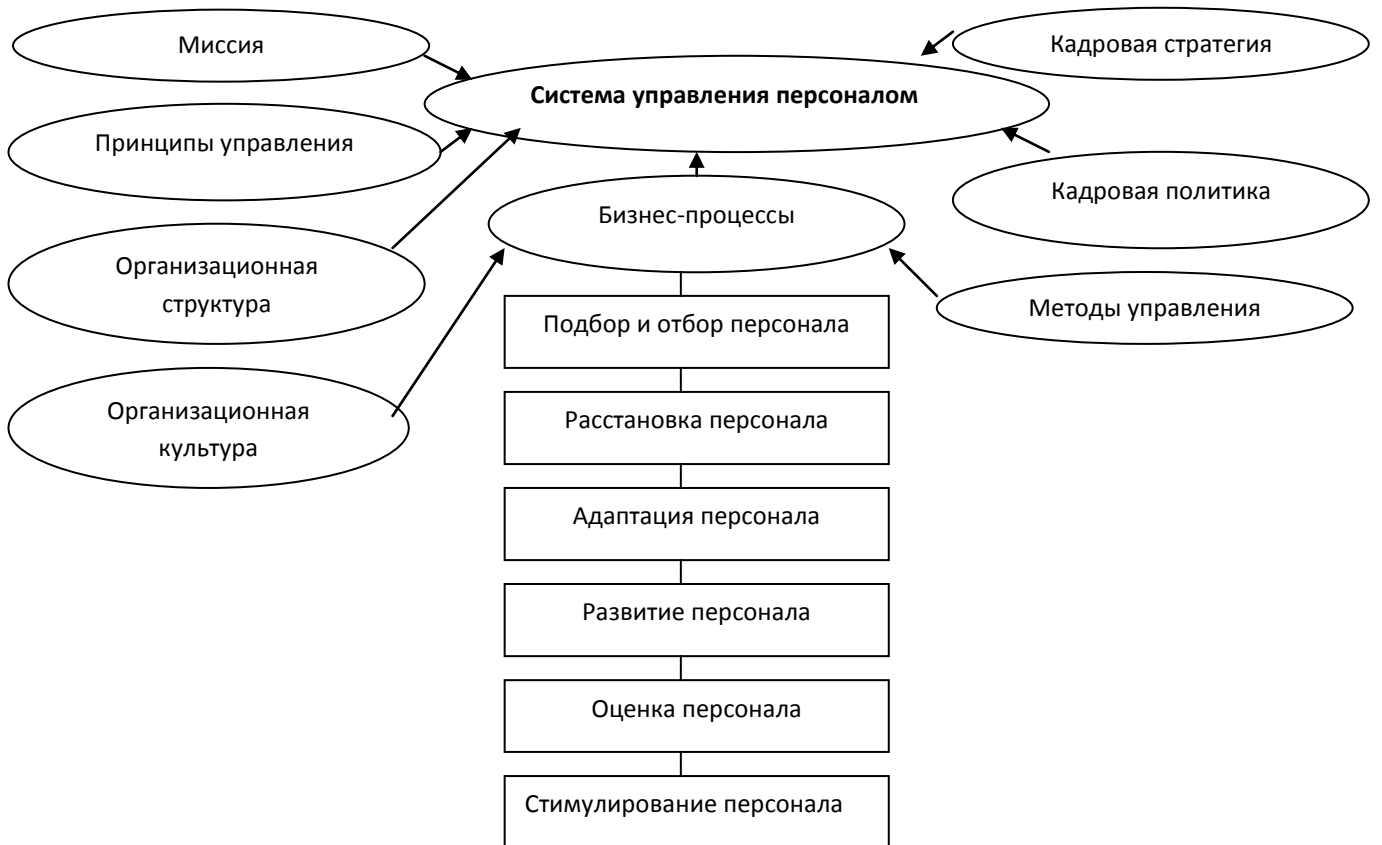 Миссия
Кадровая стратегия
Система управления персоналом
Принципы управления
Кадровая политика
Бизнес-процессы
Организационная
структура
Методы управления
Подбор и отбор персонала
Организационная
культура
Расстановка персонала
Адаптация персонала
Развитие персонала
Оценка персонала
Стимулирование персонала